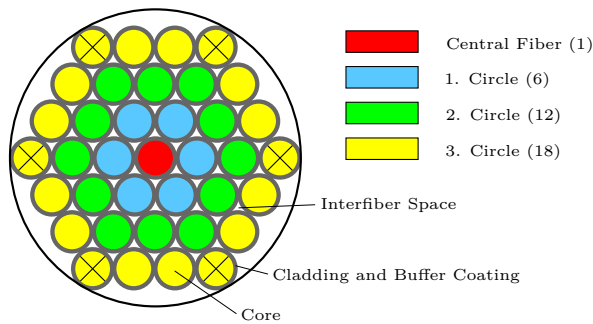 Central Fiber (1)
1. Circle (6)
2. Circle (12)
3. Circle (18)
Interfiber Space
Cladding and Buffer Coating
Core